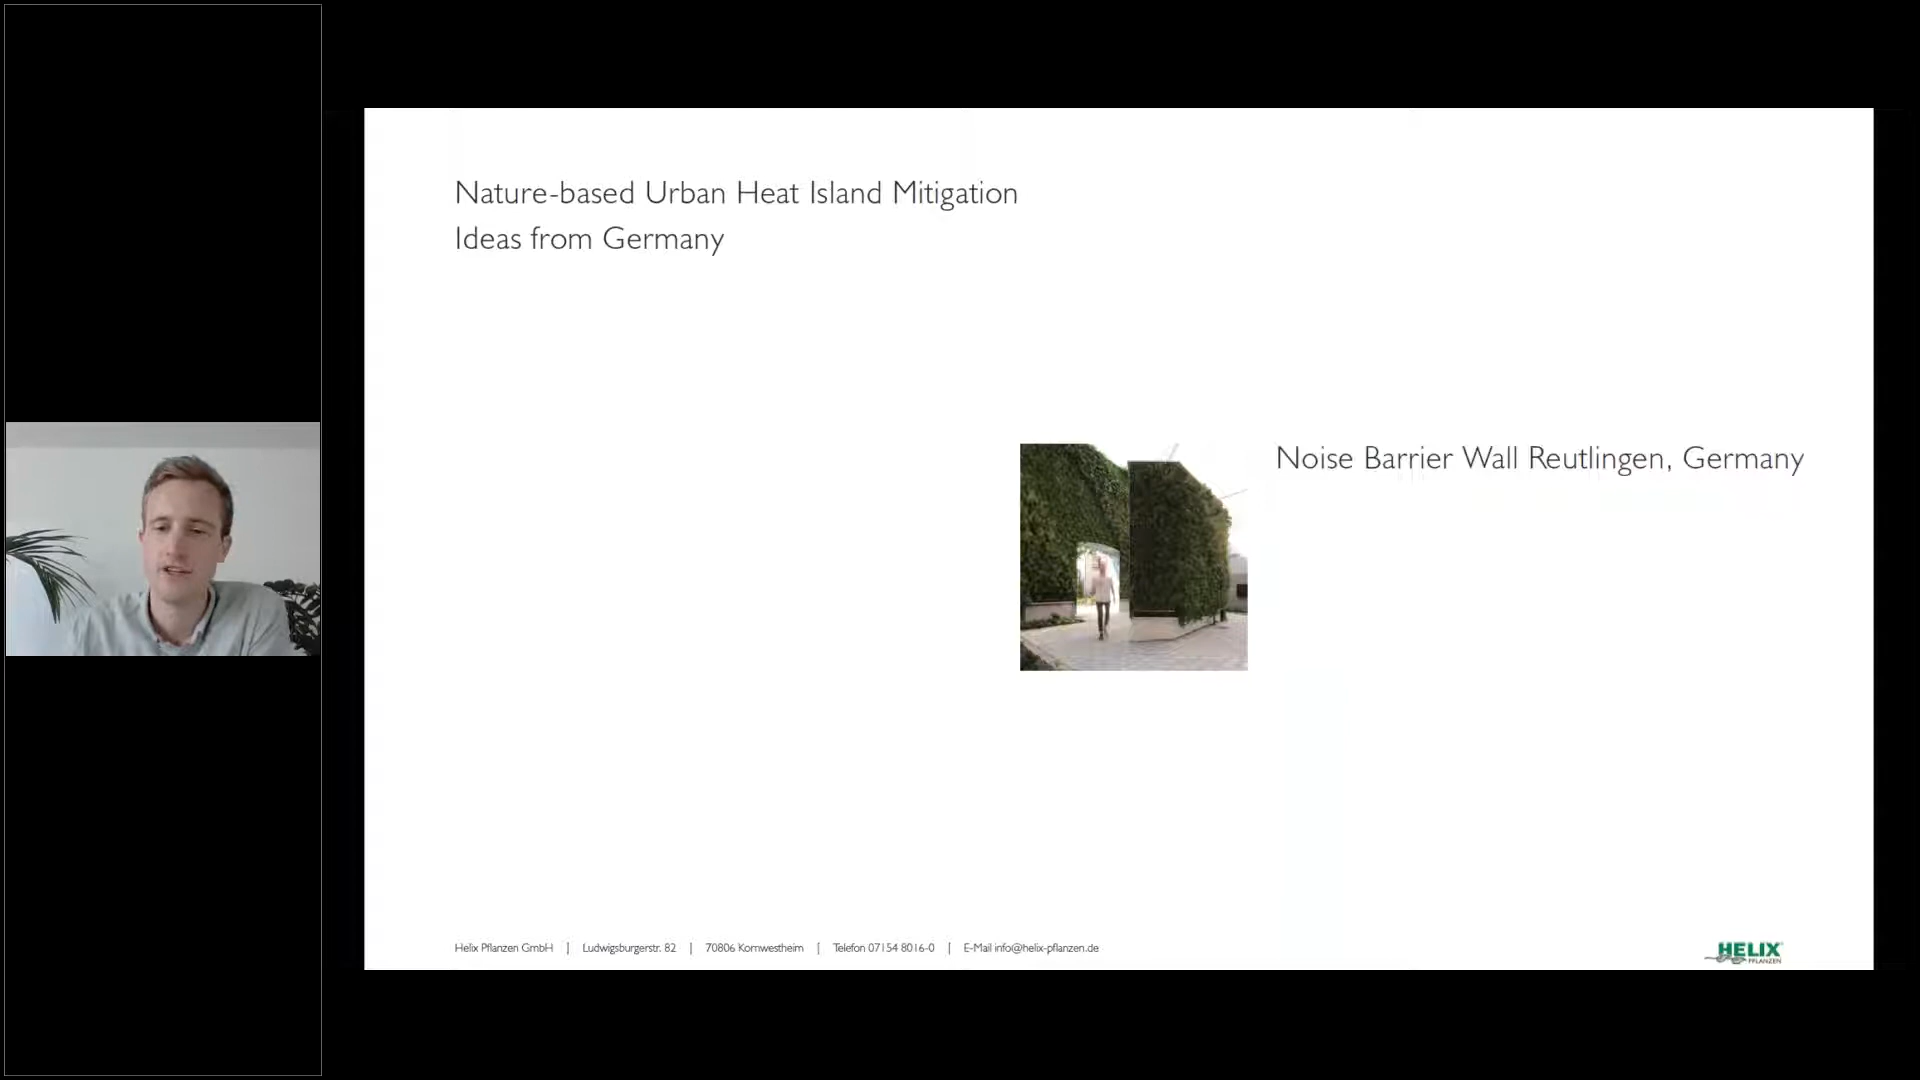 Nature-based Urban Heat Island Mitigation
Ideas from Germany
Noise Barrier Wall Reutlingen, Germany
Helix Pflanzen GmbH | Ludwigsburgerstr. 82 | 70806 Kornwestheim | Telefon 07154 8016-0 | E-Mail info@helix-pflanzen.de
HELIX
PFLANZEN